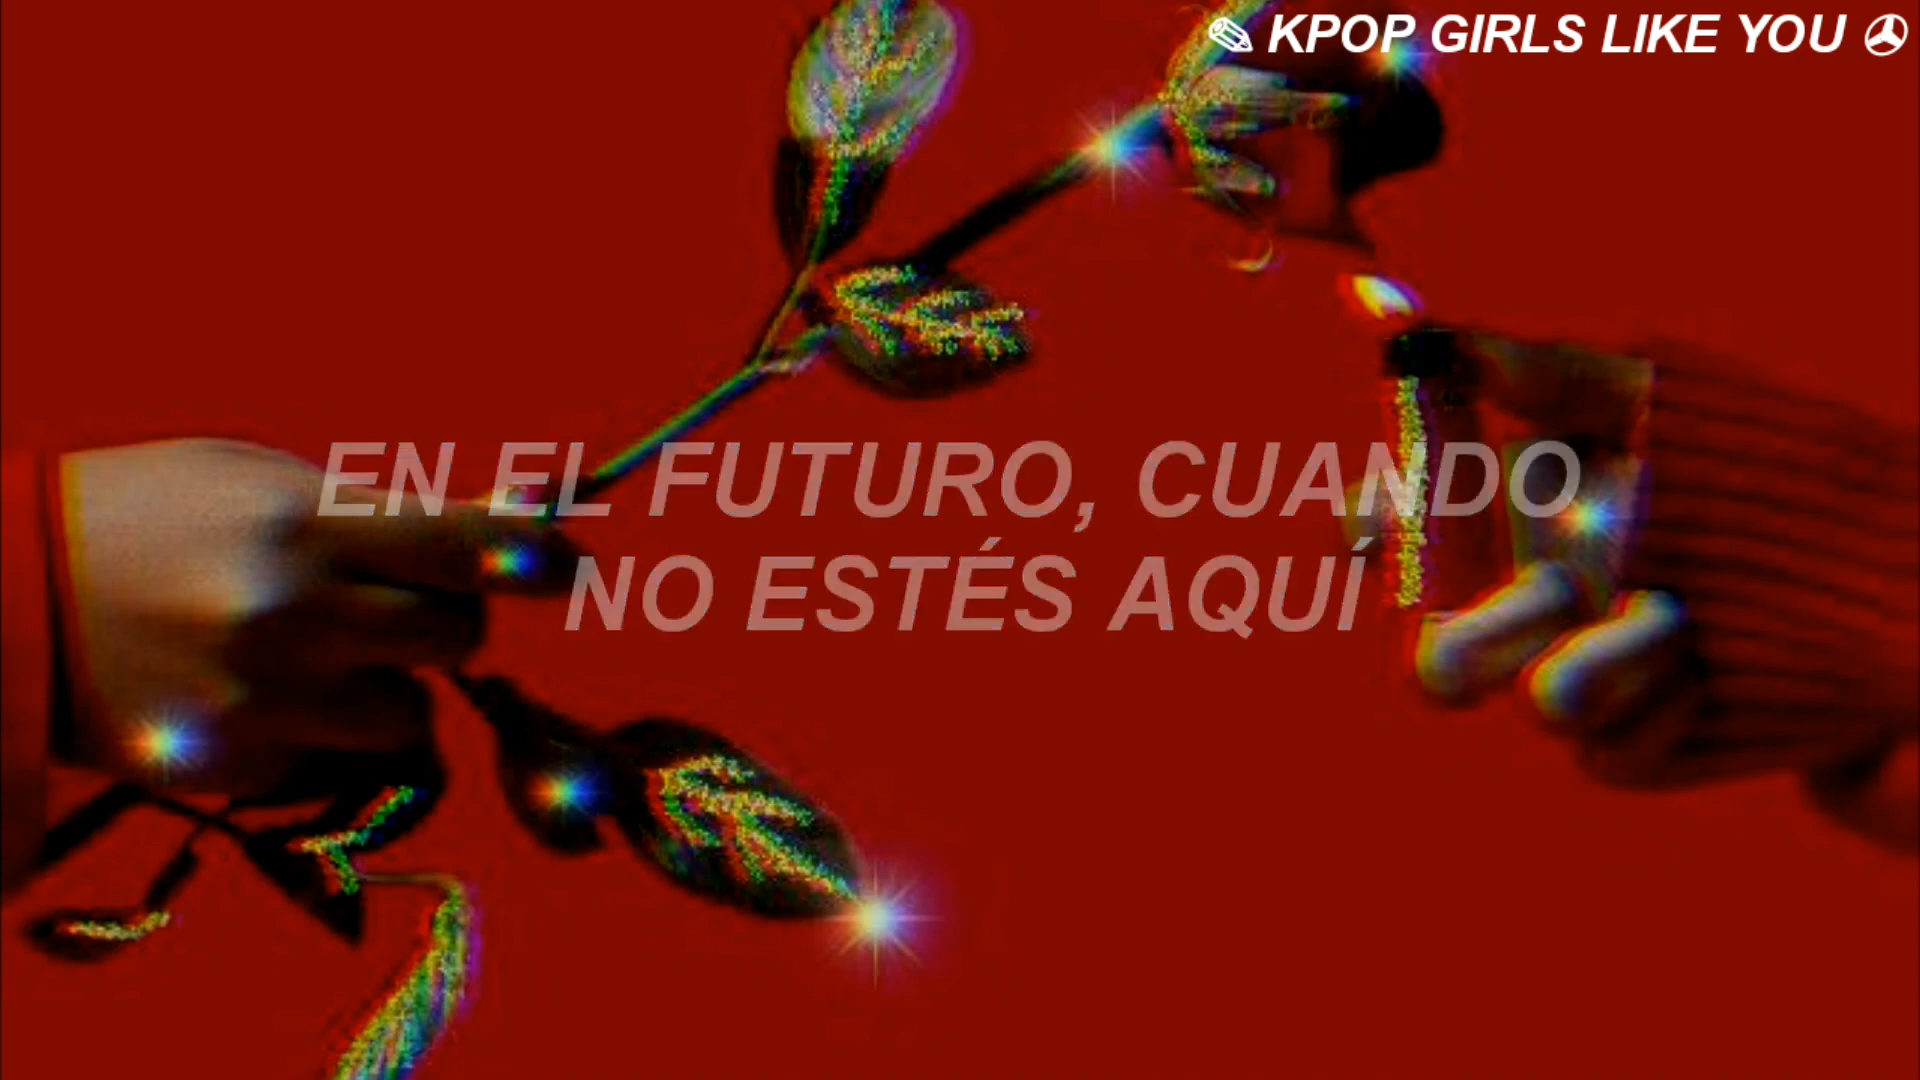 ✎ KPOP GIRLS LIKE YOU ✇
EN EL FUTURO, CUANDO
NO ESTÉS AQUÍ